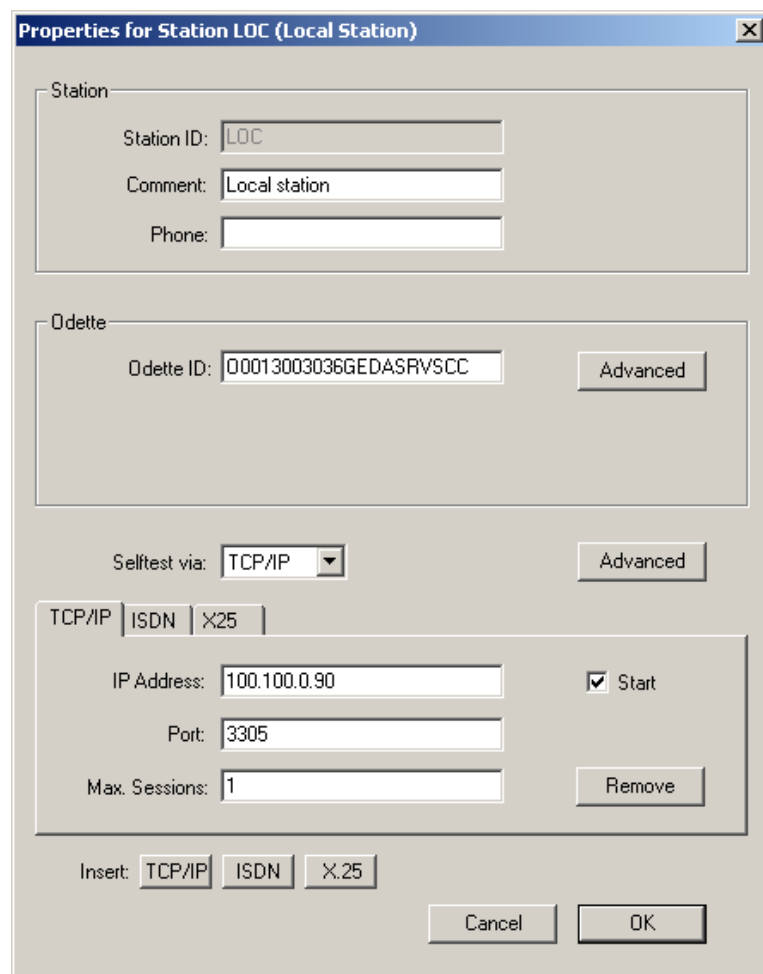 Properties for Station LOC (Local Station)
Station
Station ID: LOC
Comment: Local station
Phone:
Odette
Odette ID: O0013003036GEDASRVSCC Advanced
Selftest via: TCP/IP Advanced
TCP/IP ISDN X25
IP Address: 100.100.0.90 Start
Port: 3305
Max. Sessions: 1 Remove
Insert: TCP/IP ISDN X.25
Cancel OK